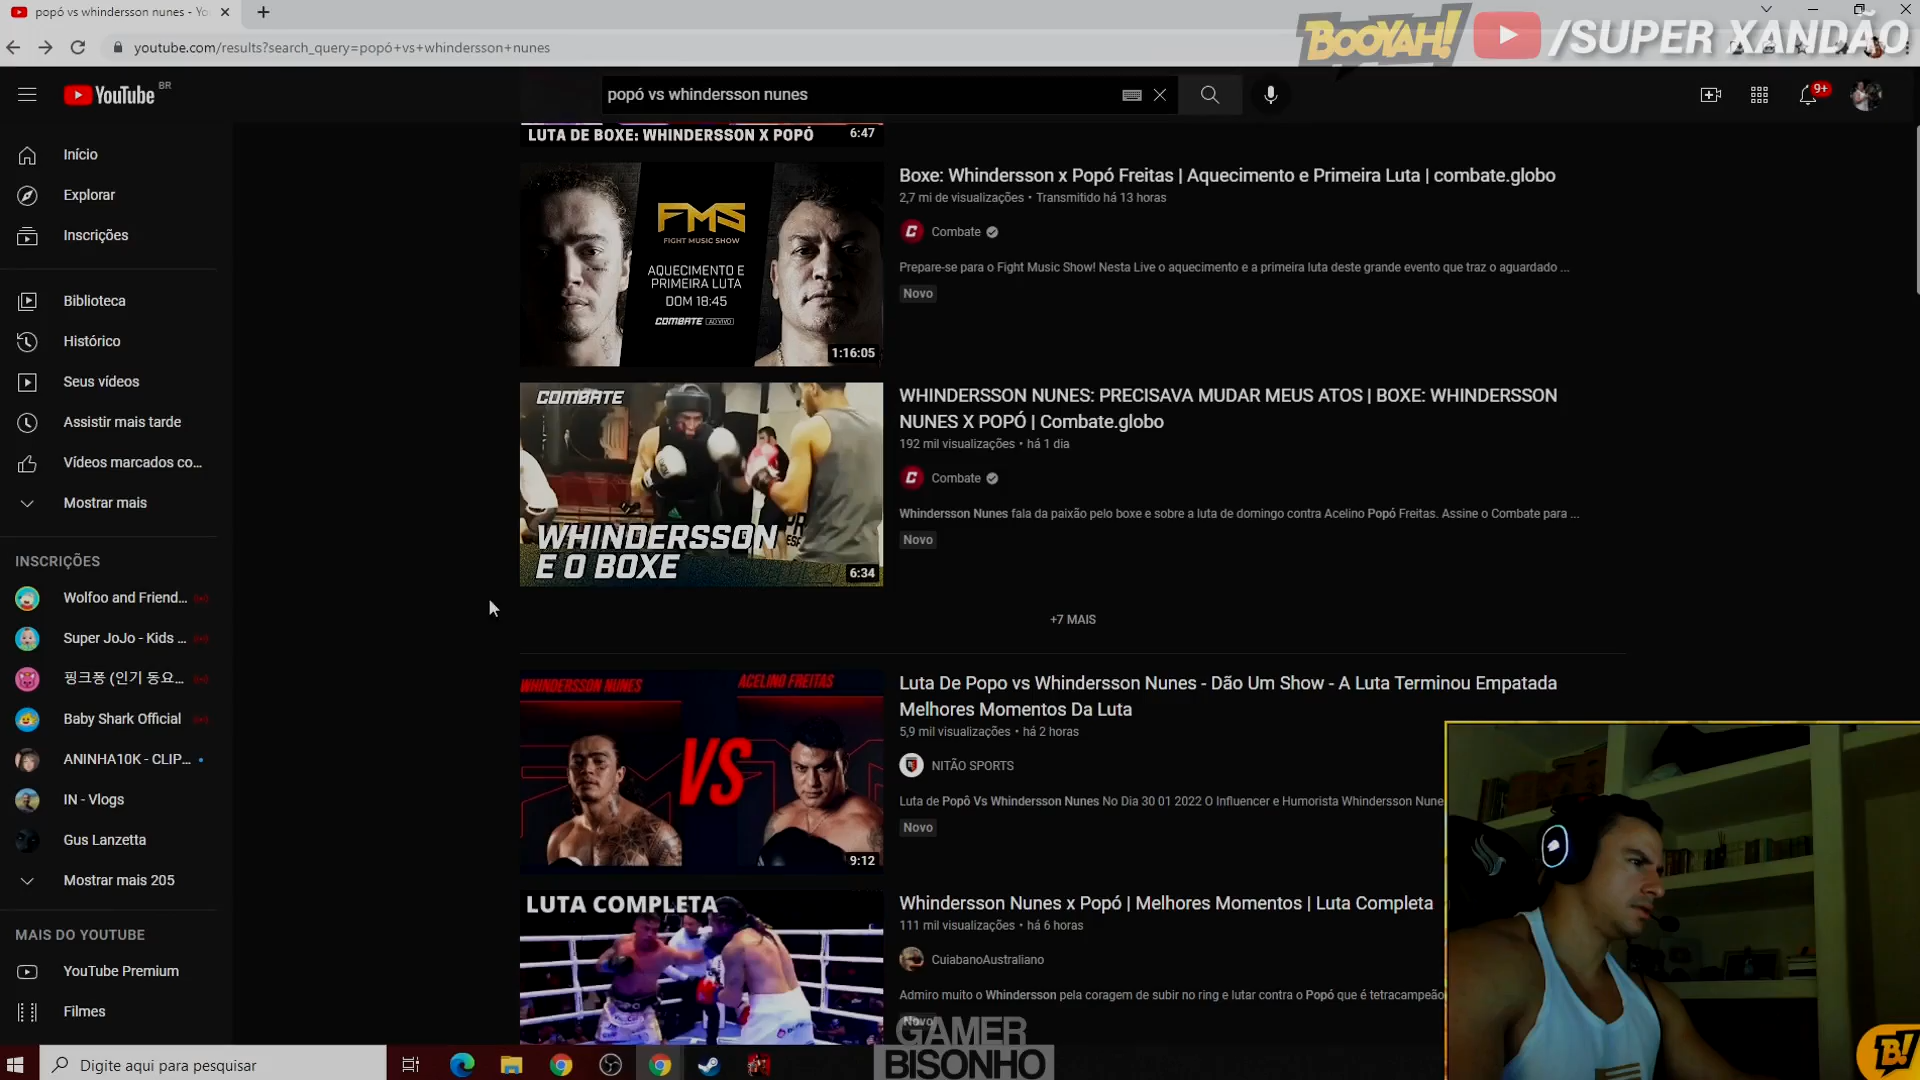 popó vs whindersson nunes - Yo
youtube.com/results?search_query=popó+vs+whindersson+nunes
BOOYAH!
/SUPER XANDÃO
YouTube BR
popó vs whindersson nunes
9+
Início
Explorar
Inscrições
Biblioteca
Histórico
Seus vídeos
Assistir mais tarde
Vídeos marcados co...
Mostrar mais
INSCRIÇÕES
Wolfoo and Friend...
Super JoJo - Kids ...
핑크퐁 (인기 동요...
Baby Shark Official
ANINHA10K - CLIP...
IN - Vlogs
Gus Lanzetta
Mostrar mais 205
MAIS DO YOUTUBE
YouTube Premium
Filmes
LUTA DE BOXE: WHINDERSSON X POPÓ
6:47
FMS
FIGHT MUSIC SHOW
AQUECIMENTO E
PRIMEIRA LUTA
DOM 18:45
COMBATE AO VIVO
1:16:05
Boxe: Whindersson x Popó Freitas | Aquecimento e Primeira Luta | combate.globo
2,7 mi de visualizações • Transmitido há 13 horas
Combate
Prepare-se para o Fight Music Show! Nesta Live o aquecimento e a primeira luta deste grande evento que traz o aguardado ...
Novo
COMBATE
WHINDERSSON
E O BOXE
6:34
WHINDERSSON NUNES: PRECISAVA MUDAR MEUS ATOS | BOXE: WHINDERSSON
NUNES X POPÓ | Combate.globo
192 mil visualizações • há 1 dia
Combate
Whindersson Nunes fala da paixão pelo boxe e sobre a luta de domingo contra Acelino Popó Freitas. Assine o Combate para ...
Novo
+7 MAIS
WHINDERSSON NUNES
ACELINO FREITAS
VS
9:12
Luta De Popo vs Whindersson Nunes - Dão Um Show - A Luta Terminou Empatada
Melhores Momentos Da Luta
5,9 mil visualizações • há 2 horas
NITÃO SPORTS
Luta de Popô Vs Whindersson Nunes No Dia 30 01 2022 O Influencer e Humorista Whindersson Nune
Novo
LUTA COMPLETA
Whindersson Nunes x Popó | Melhores Momentos | Luta Completa
111 mil visualizações • há 6 horas
CuiabanoAustraliano
Admiro muito o Whindersson pela coragem de subir no ring e lutar contra o Popó que é tetracampeão
Novo
GAMER
BISONHO
B!
Digite aqui para pesquisar